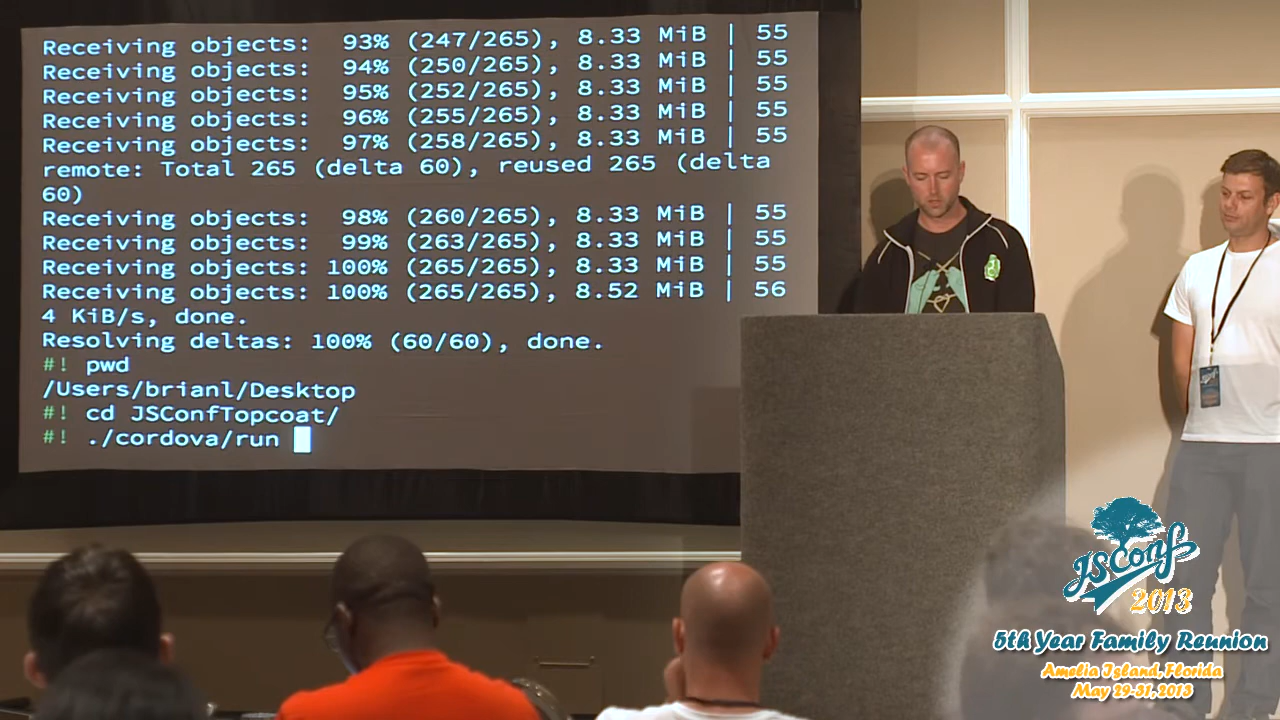 Receiving objects:  93% (247/265), 8.33 MiB | 55
Receiving objects:  94% (250/265), 8.33 MiB | 55
Receiving objects:  95% (252/265), 8.33 MiB | 55
Receiving objects:  96% (255/265), 8.33 MiB | 55
Receiving objects:  97% (258/265), 8.33 MiB | 55
remote: Total 265 (delta 60), reused 265 (delta
60)
Receiving objects:  98% (260/265), 8.33 MiB | 55
Receiving objects:  99% (263/265), 8.33 MiB | 55
Receiving objects: 100% (265/265), 8.33 MiB | 55
Receiving objects: 100% (265/265), 8.52 MiB | 56
4 KiB/s, done.
Resolving deltas: 100% (60/60), done.
#! pwd
/Users/brianl/Desktop
#! cd JSConfTopcoat/
#! ./cordova/run
JSConf
2013
5th Year Family Reunion
Amelia Island, Florida
May 29-31, 2013